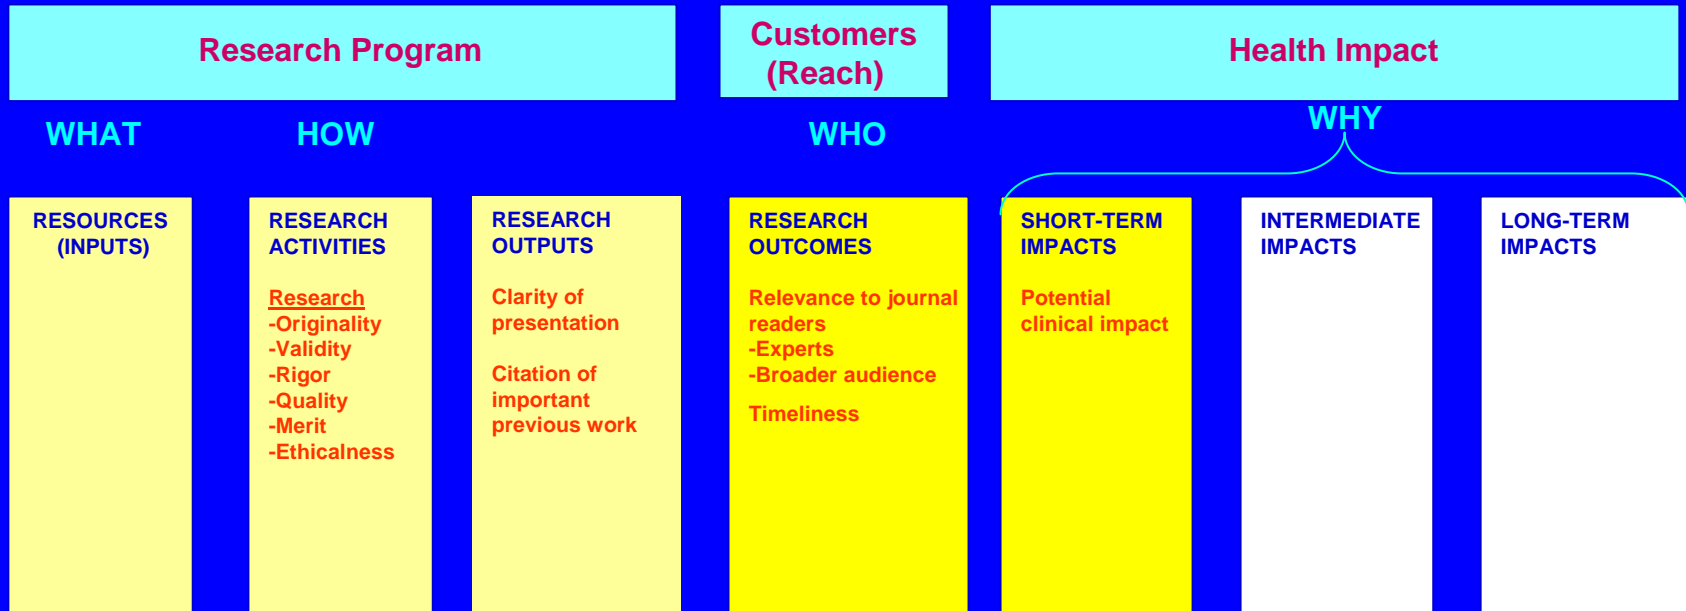 Research Program
Customers
(Reach)
Health Impact
WHAT
HOW
WHO
WHY
RESOURCES
(INPUTS)
RESEARCH
ACTIVITIES
Research
-Originality
-Validity
-Rigor
-Quality
-Merit
-Ethicalness
RESEARCH
OUTPUTS
Clarity of
presentation
Citation of
important
previous work
RESEARCH
OUTCOMES
Relevance to journal
readers
-Experts
-Broader audience
Timeliness
SHORT-TERM
IMPACTS
Potential
clinical impact
INTERMEDIATE
IMPACTS
LONG-TERM
IMPACTS